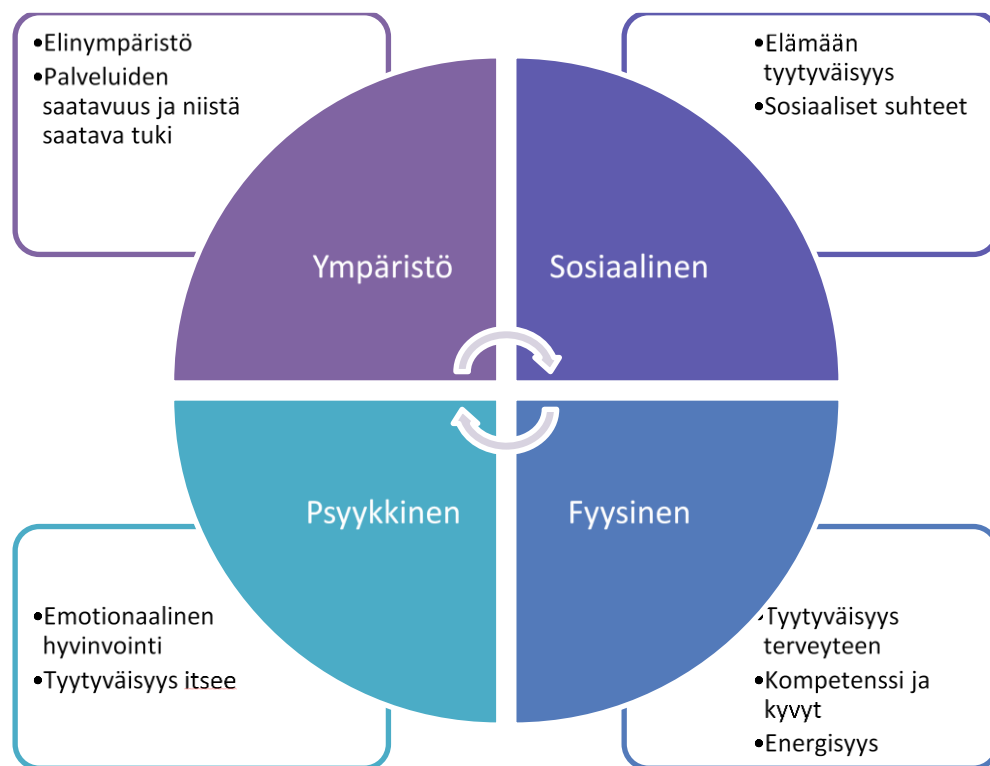 •Elinympäristö
•Palveluiden
saatavuus ja niistä
saatava tuki
•Elämään
tyytyväisyys
•Sosiaaliset suhteet
Ympäristö
Sosiaalinen
Psyykkinen
Fyysinen
•Emotionaalinen
hyvinvointi
•Tyytyväisyys itsee
•Tyytyväisyys
terveyteen
•Kompetenssi ja
kyvyt
•Energisyys